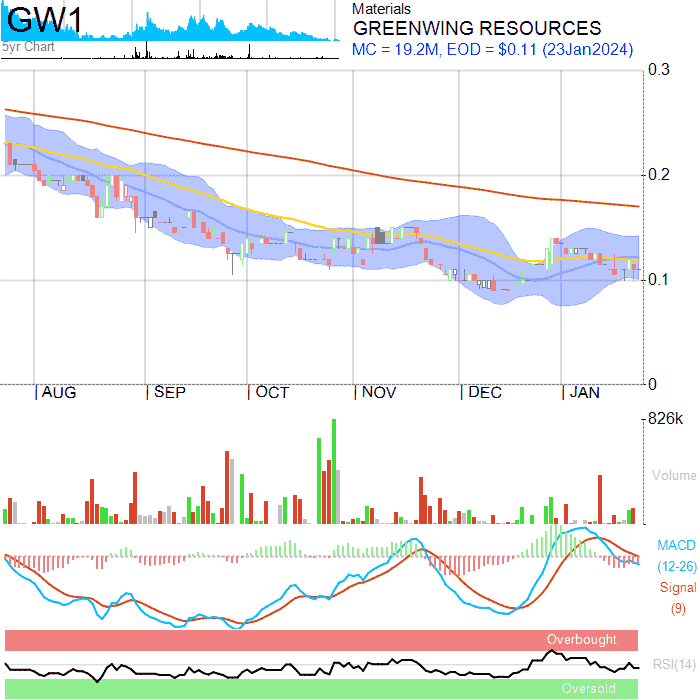 GW1
5yr Chart
Materials
GREENWING RESOURCES
MC = 19.2M, EOD = $0.11 (23Jan2024)
0.3
0.2
0.1
0
AUG
SEP
OCT
NOV
DEC
JAN
826k
Volume
MACD
(12-26)
Signal
(9)
Overbought
RSI(14)
Oversold